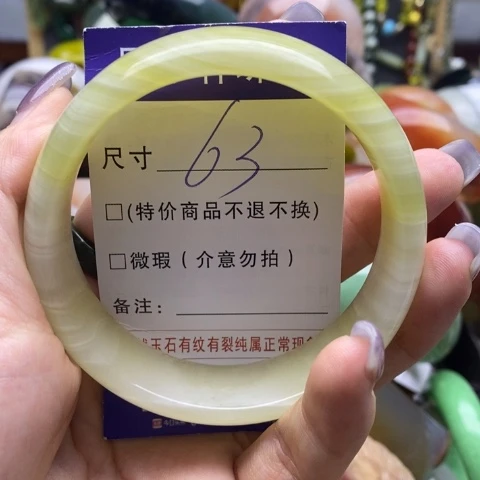 尺寸 63
□(特价商品不退不换)
□微瑕(介意勿拍)
备注:
玉石有纹有裂纯属正常现